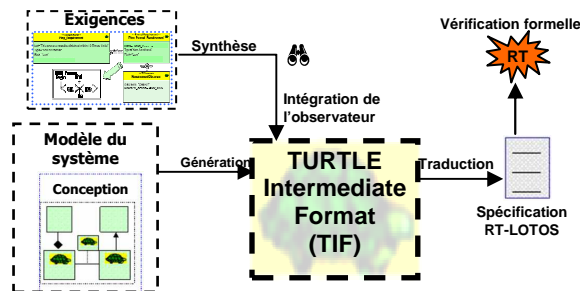 Exigences
Synthèse
Intégration de
l'observateur
Modèle du
système
Conception
Génération
TURTLE
Intermediate
Format
(TIF)
Traduction
Vérification formelle
RT
Spécification
RT-LOTOS